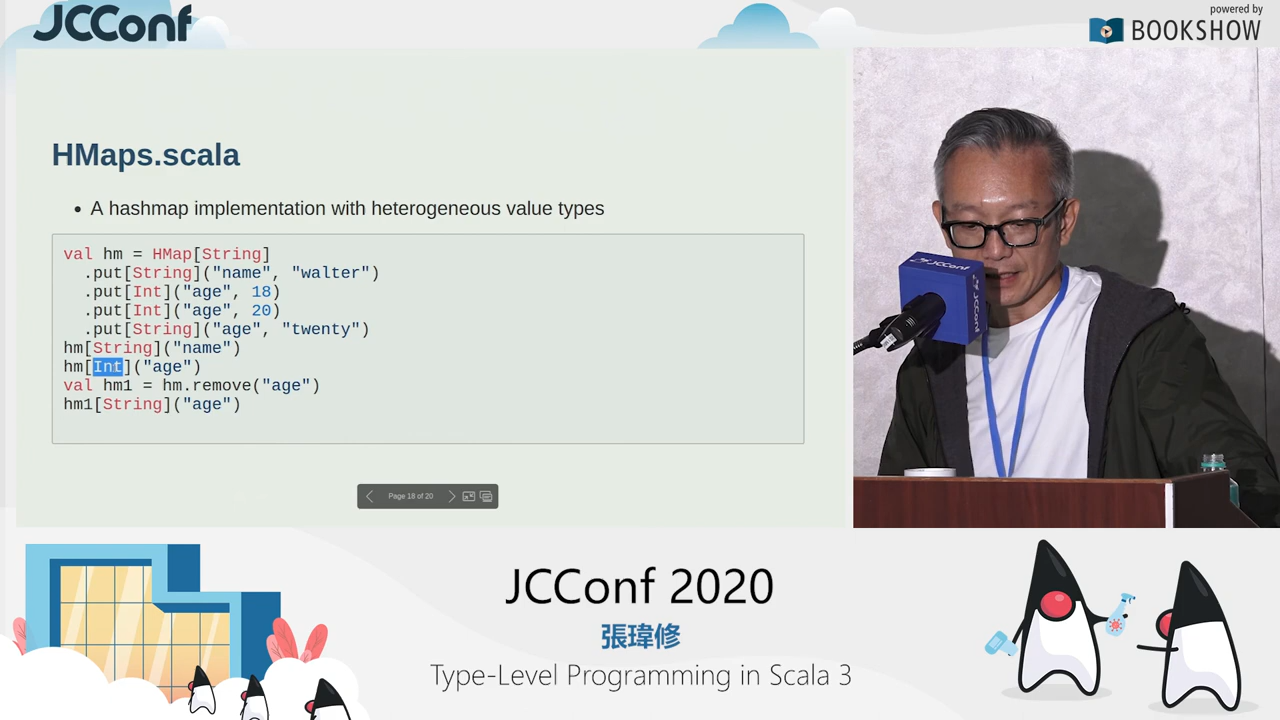 JCConf
powered by
BOOKSHOW
HMaps.scala
• A hashmap implementation with heterogeneous value types
val hm = HMap[String]
  .put[String]("name", "walter")
  .put[Int]("age", 18)
  .put[Int]("age", 20)
  .put[String]("age", "twenty")
hm[String]("name")
hm[Int]("age")
val hm1 = hm.remove("age")
hm1[String]("age")
Page 18 of 20
JCConf
JCConf
JCConf 2020
張瑋修
Type-Level Programming in Scala 3